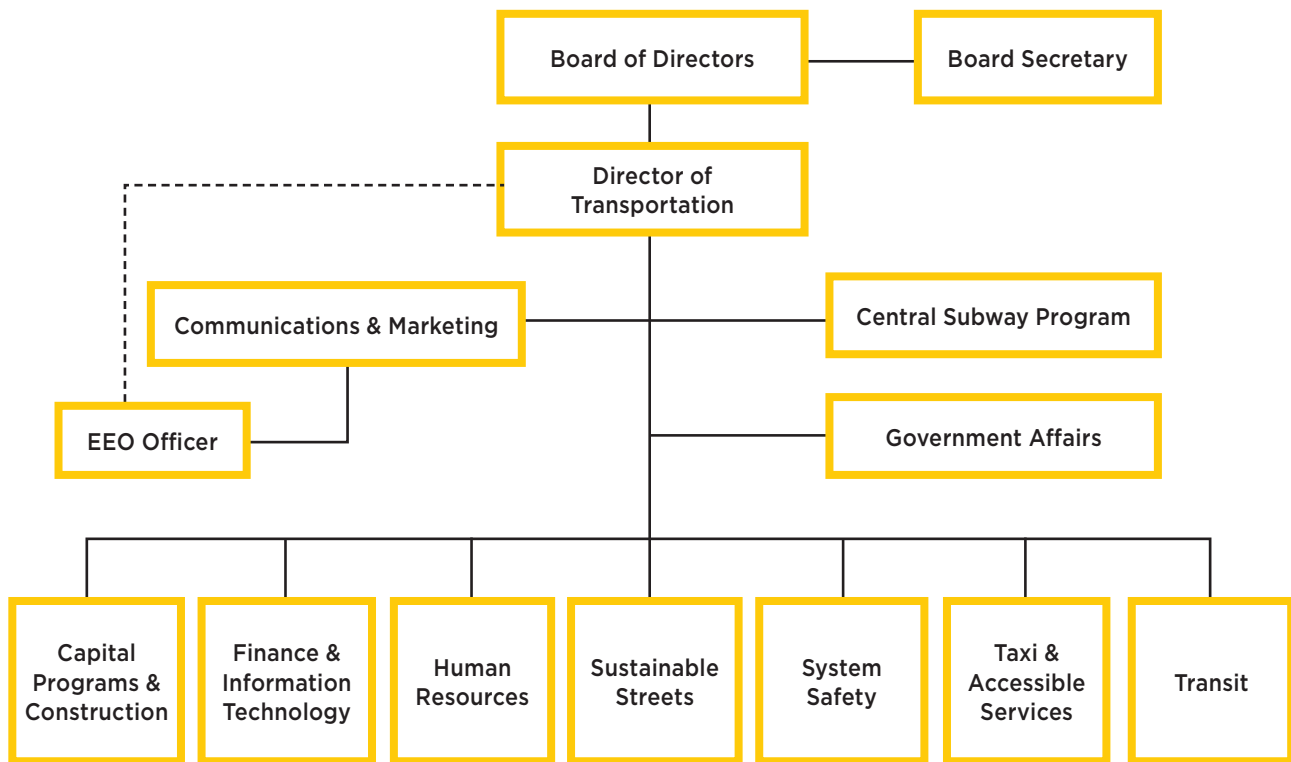 Board of Directors
Board Secretary
Director of
Transportation
Communications & Marketing
Central Subway Program
EEO Officer
Government Affairs
Capital
Programs &
Construction
Finance &
Information
Technology
Human
Resources
Sustainable
Streets
System
Safety
Taxi &
Accessible
Services
Transit